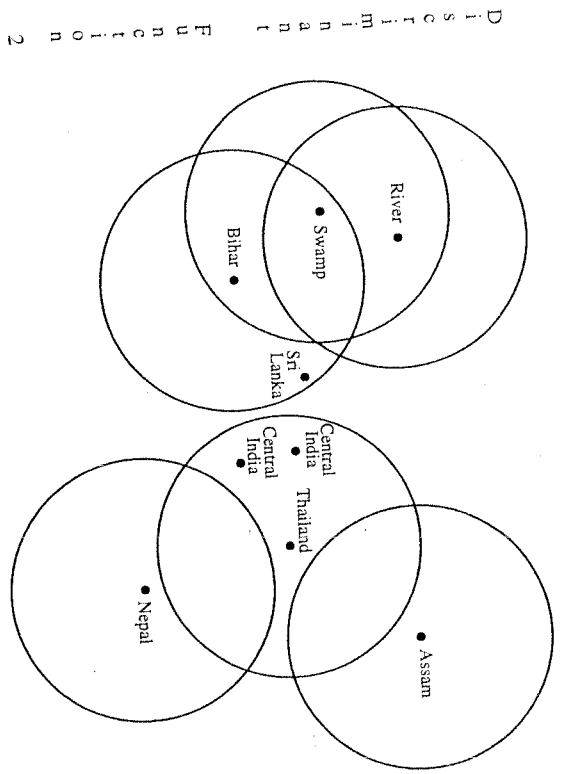 Discriminant Function 2
River
Swamp
Bihar
Sri
Lanka
Central
India
Central
India
Thailand
Assam
Nepal